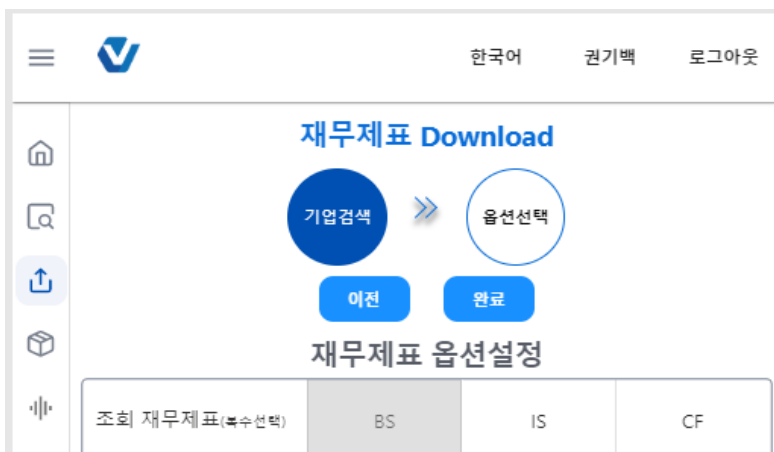 한국어 권기백 로그아웃
재무제표 Download
기업검색 옵션선택
이전 완료
재무제표 옵션설정
조회 재무제표(복수선택) BS IS CF